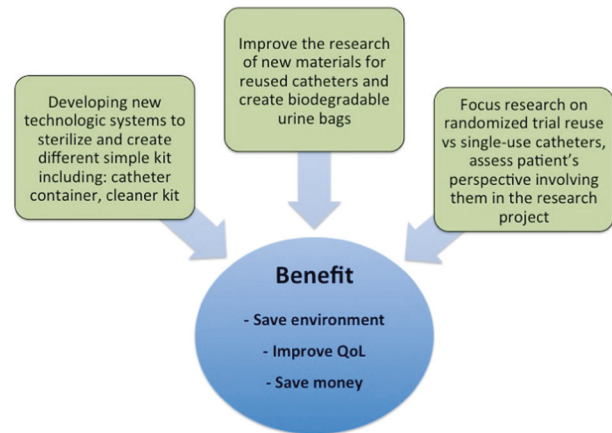 Developing new
technologic systems to
sterilize and create
different simple kit
including: catheter
container, cleaner kit
Improve the research
of new materials for
reused catheters and
create biodegradable
urine bags
Focus research on
randomized trial reuse
vs single-use catheters,
assess patient's
perspective involving
them in the research
project
Benefit
- Save environment
- Improve QoL
- Save money